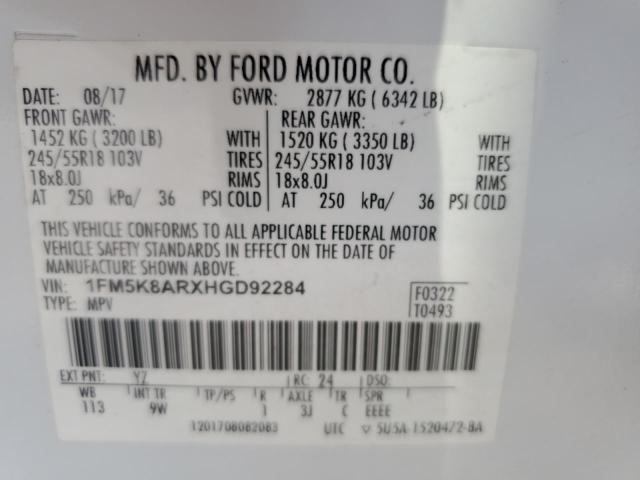 MFD. BY FORD MOTOR CO.
DATE: 08/17 GVWR: 2877 KG ( 6342 LB)
FRONT GAWR: REAR GAWR:
1452 KG ( 3200 LB) WITH 1520 KG ( 3350 LB) WITH
245/55R18 103V TIRES 245/55R18 103V TIRES
18x8.0J RIMS 18x8.0J RIMS
AT 250 kPa/ 36 PSI COLD AT 250 kPa/ 36 PSI COLD
THIS VEHICLE CONFORMS TO ALL APPLICABLE FEDERAL MOTOR
VEHICLE SAFETY STANDARDS IN EFFECT ON THE DATE OF
MANUFACTURE SHOWN ABOVE.
VIN: 1FM5K8ARXHGD92284 F0322
TYPE: MPV T0493
EXT PNT: YZ RC: 24 DSO:
WB INT TR TP/PS R AXLE TR SPR
113 9W 1 3J C EEEE
1201708082083 UTC ▽ 5U5A-1520472-BA